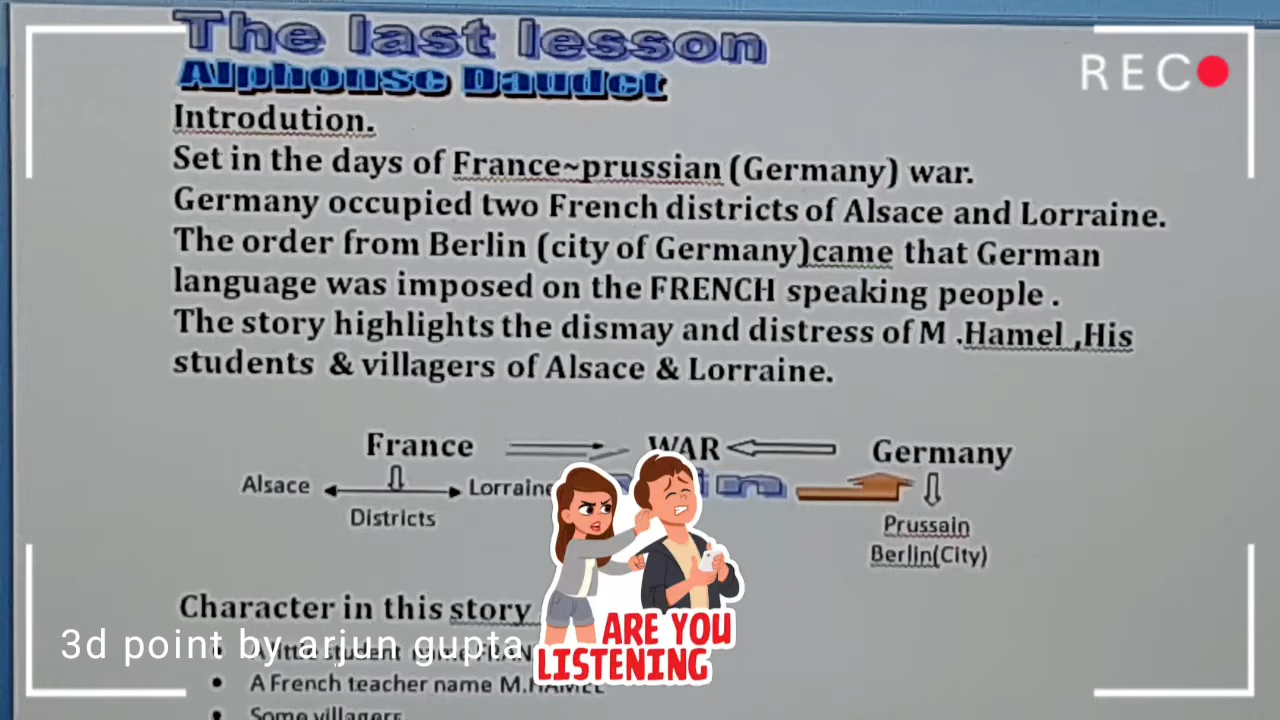 The last lesson
REC
Alphonse Daudet
Introdution.
Set in the days of France~prussian (Germany) war.
Germany occupied two French districts of Alsace and Lorraine.
The order from Berlin (city of Germany)came that German
language was imposed on the FRENCH speaking people .
The story highlights the dismay and distress of M .Hamel ,His
students & villagers of Alsace & Lorraine.
France WAR Germany
Alsace Lorraine
Districts
Prussain
Berlin(City)
Character in this story
ARE YOU
LISTENING
3d point by arjun gupta
• A French teacher name M.HAMEL
• Some villagers